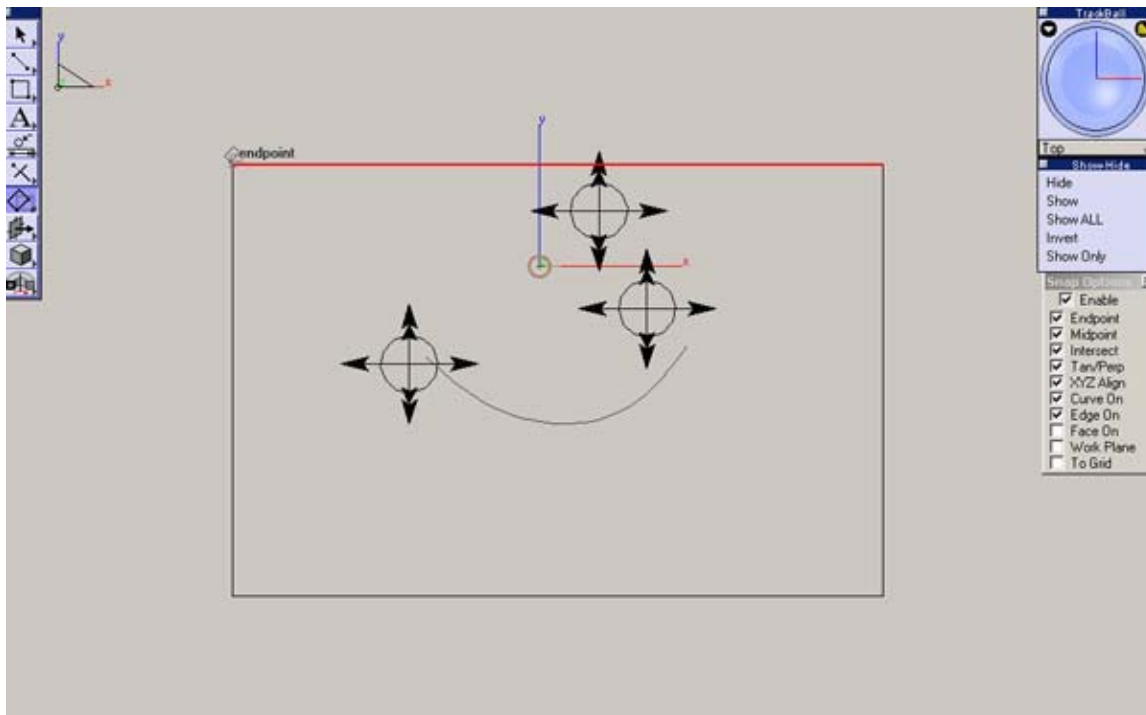 TrackBall
y
x
A
y
endpoint
x
Top
Show-Hide
Hide
Show
Show ALL
Invert
Show Only
Snap Options
Enable
Endpoint
Midpoint
Intersect
Tan/Perp
XYZ Align
Curve On
Edge On
Face On
Work Plane
To Grid